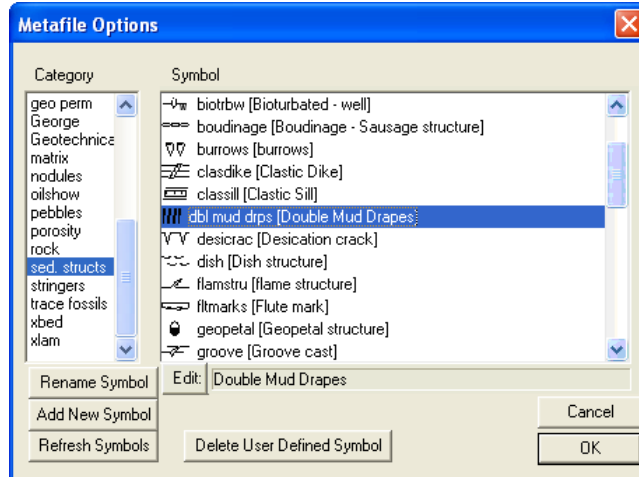 Metafile Options
Category
Symbol
geo perm
George
Geotechnica
matrix
nodules
oilshow
pebbles
porosity
rock
sed. structs
stringers
trace fossils
xbed
xlam
biotrbw [Bioturbated - well]
boudinage [Boudinage - Sausage structure]
burrows [burrows]
clasdike [Clastic Dike]
classill [Clastic Sill]
dbl mud drps [Double Mud Drapes]
desicrac [Desication crack]
dish [Dish structure]
flamstru [flame structure]
fltmarks [Flute mark]
geopetal [Geopetal structure]
groove [Groove cast]
Rename Symbol
Edit: Double Mud Drapes
Add New Symbol
Cancel
Refresh Symbols
Delete User Defined Symbol
OK